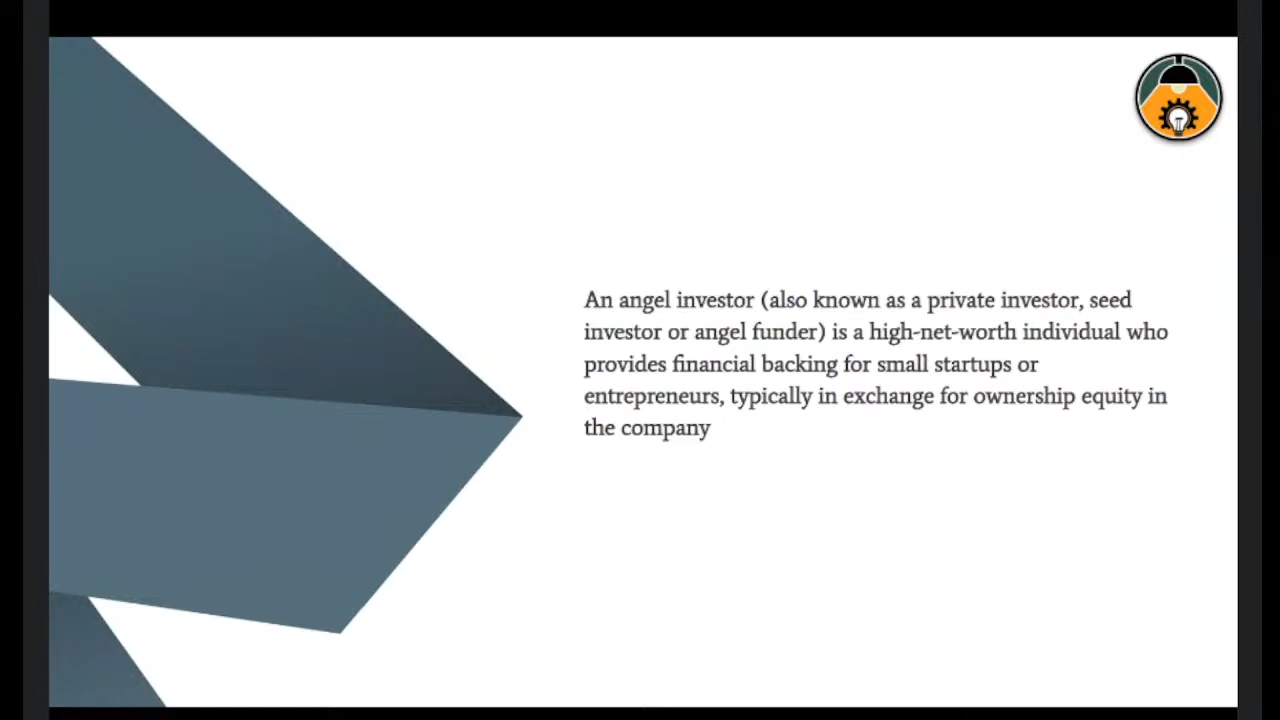 An angel investor (also known as a private investor, seed
investor or angel funder) is a high-net-worth individual who
provides financial backing for small startups or
entrepreneurs, typically in exchange for ownership equity in
the company